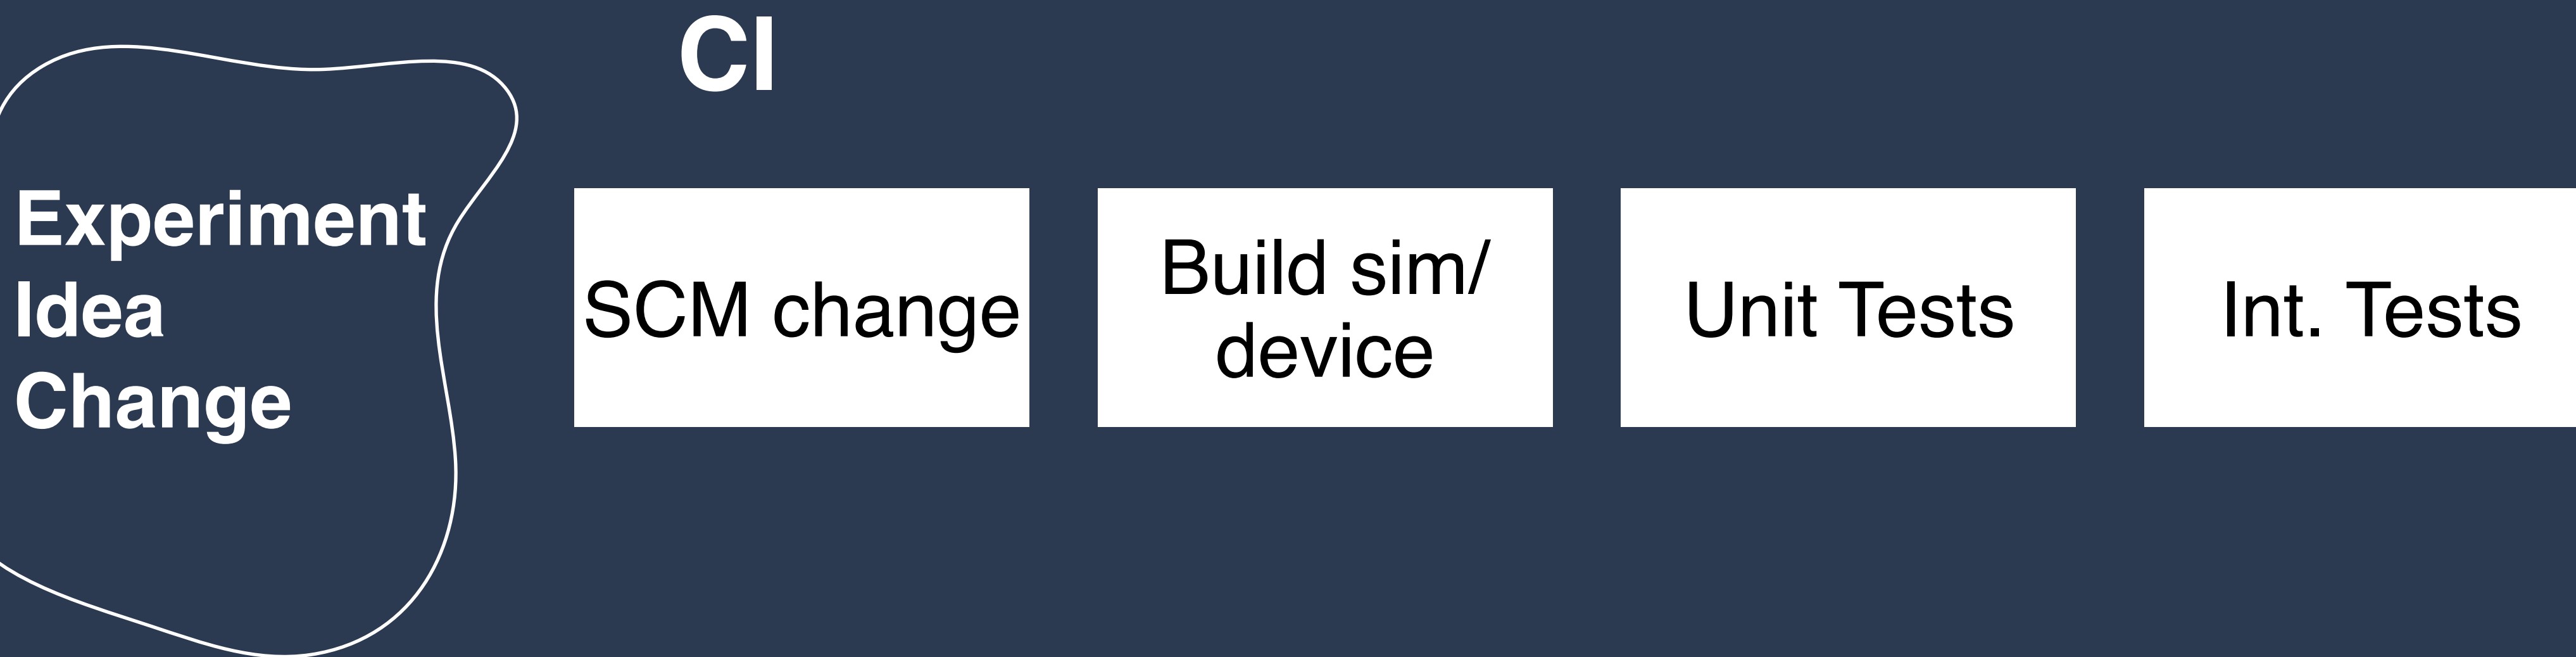 CI
Experiment
Idea
Change
SCM change
Build sim/
device
Unit Tests
Int. Tests